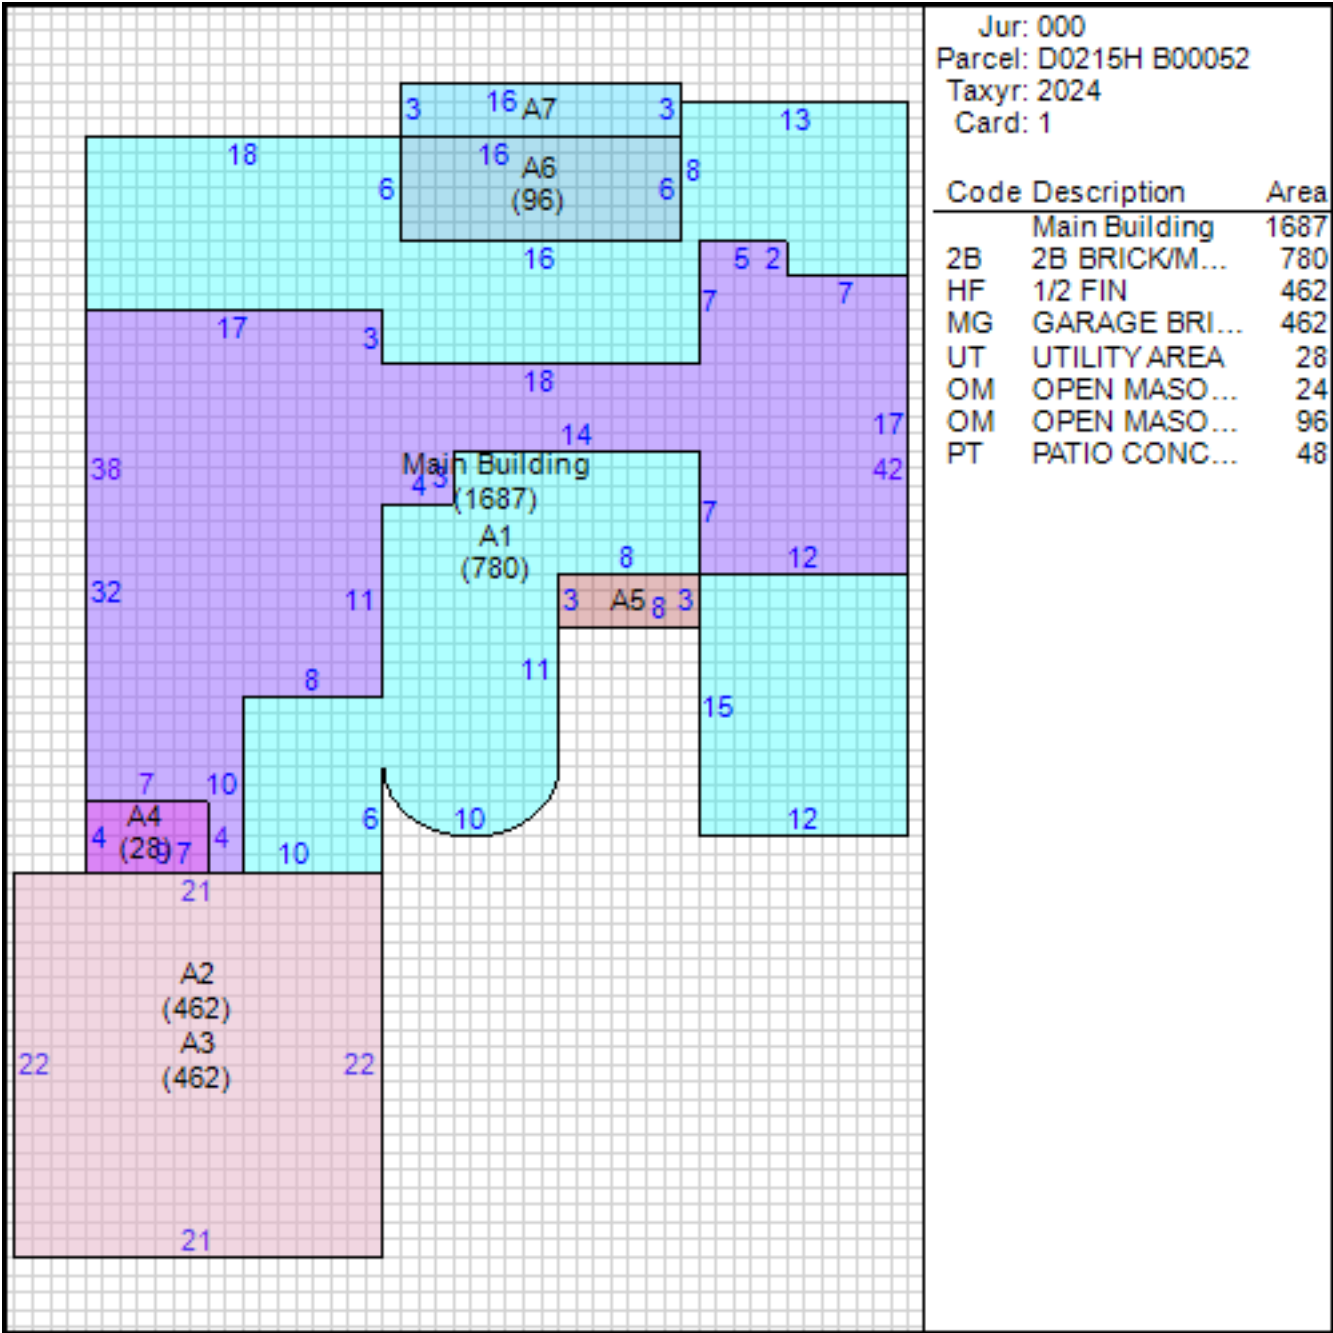 Jur: 000
Parcel: D0215H B00052
Taxyr: 2024
Card: 1
Code Description Area
Main Building 1687
2B 2B BRICK/M... 780
HF 1/2 FIN 462
MG GARAGE BRI... 462
UT UTILITY AREA 28
OM OPEN MASO... 24
OM OPEN MASO... 96
PT PATIO CONC... 48
3 16 A7 3
13
18 6 16 6 8
A6
(96)
16 5 2
7 7
17 3
18
14 17
38 42
Main Building
4 3 (1687)
7
A1
(780)
8 12
32 11 3 A5 8 3
11
8 15
7 10
A4
4 (28) 9 7 4
10 6 10 12
21
A2
(462)
A3
(462)
22 22
21